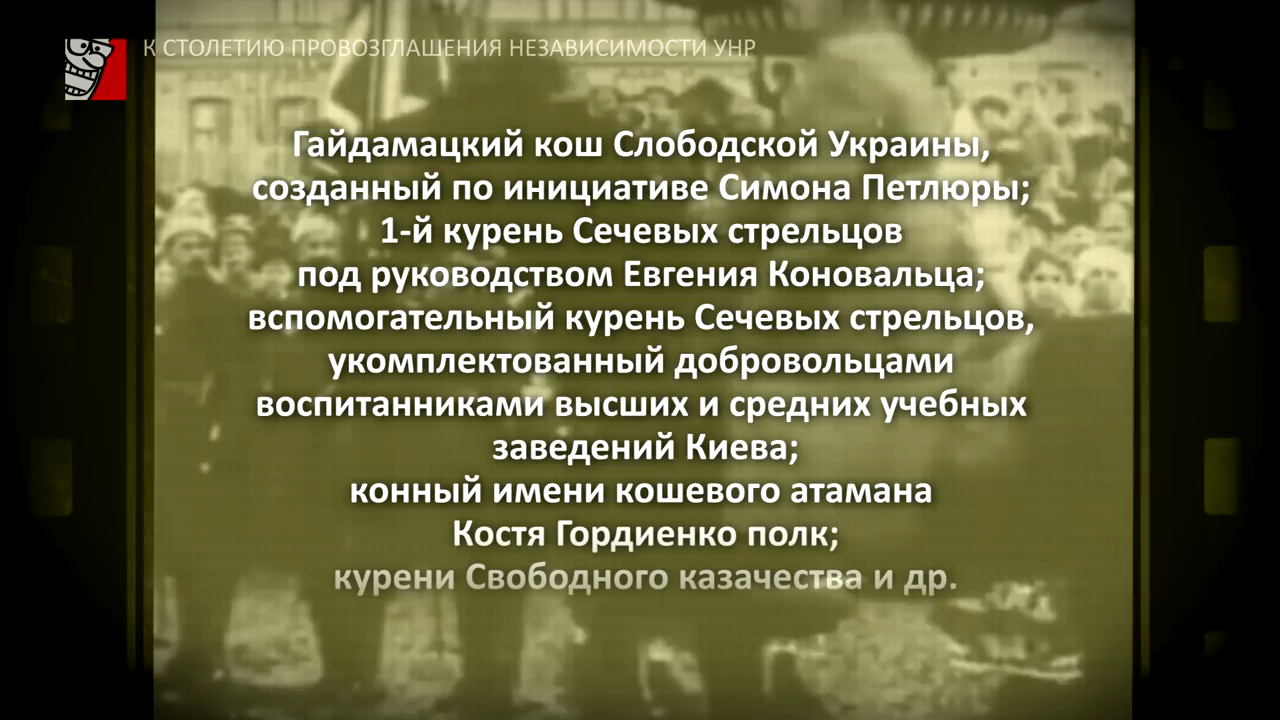 К СТОЛЕТИЮ ПРОВОЗГЛАШЕНИЯ НЕЗАВИСИМОСТИ УНР
Гайдамацкий кош Слободской Украины,
созданный по инициативе Симона Петлюры;
1-й курень Сечевых стрельцов
под руководством Евгения Коновальца;
вспомогательный курень Сечевых стрельцов,
укомплектованный добровольцами
воспитанниками высших и средних учебных
заведений Киева;
конный имени кошевого атамана
Костя Гордиенко полк;
курени Свободного казачества и др.